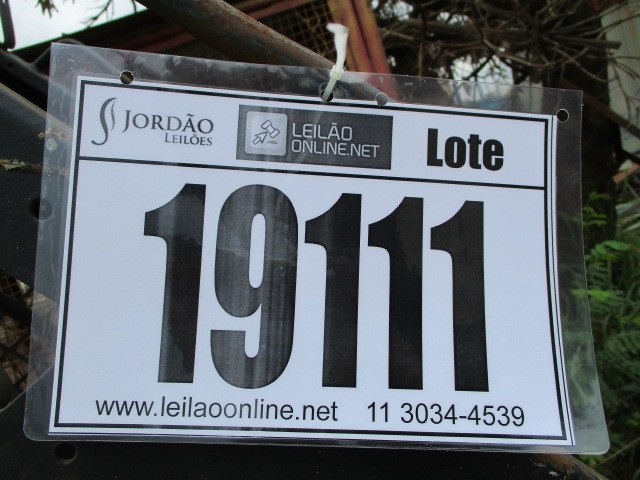 JORDÃO
LEILÕES
LEILÃO
ONLINE.NET
Lote
19111
www.leilaoonline.net 11 3034-4539